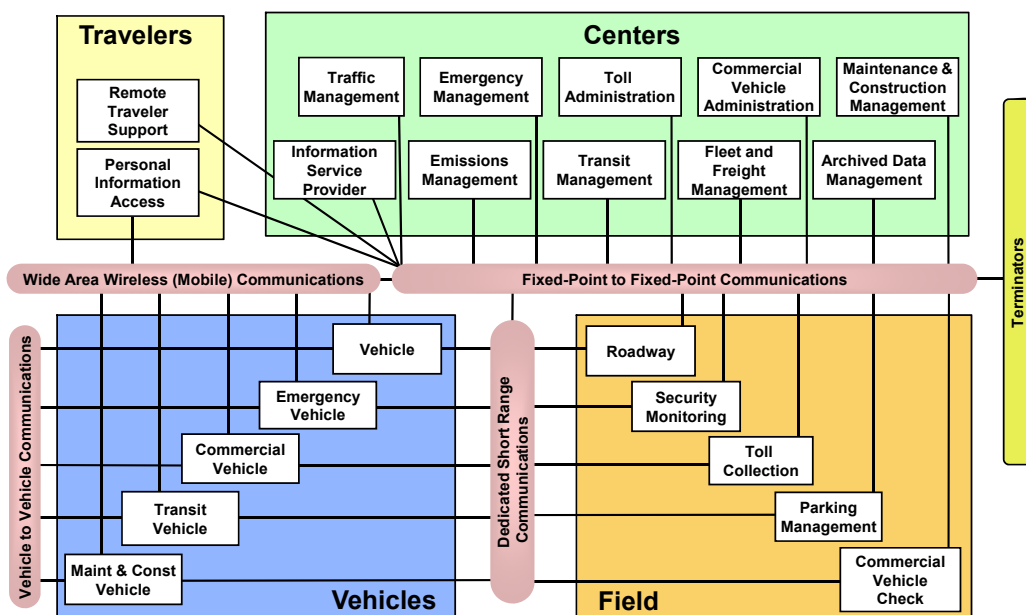 Travelers
Remote
Traveler
Support
Personal
Information
Access
Centers
Traffic
Management
Emergency
Management
Toll
Administration
Commercial
Vehicle
Administration
Maintenance &
Construction
Management
Information
Service
Provider
Emissions
Management
Transit
Management
Fleet and
Freight
Management
Archived Data
Management
Terminators
Wide Area Wireless (Mobile) Communications
Fixed-Point to Fixed-Point Communications
Vehicle to Vehicle Communications
Vehicle
Emergency
Vehicle
Commercial
Vehicle
Transit
Vehicle
Maint & Const
Vehicle
Vehicles
Dedicated Short Range
Communications
Roadway
Security
Monitoring
Toll
Collection
Parking
Management
Commercial
Vehicle
Check
Field